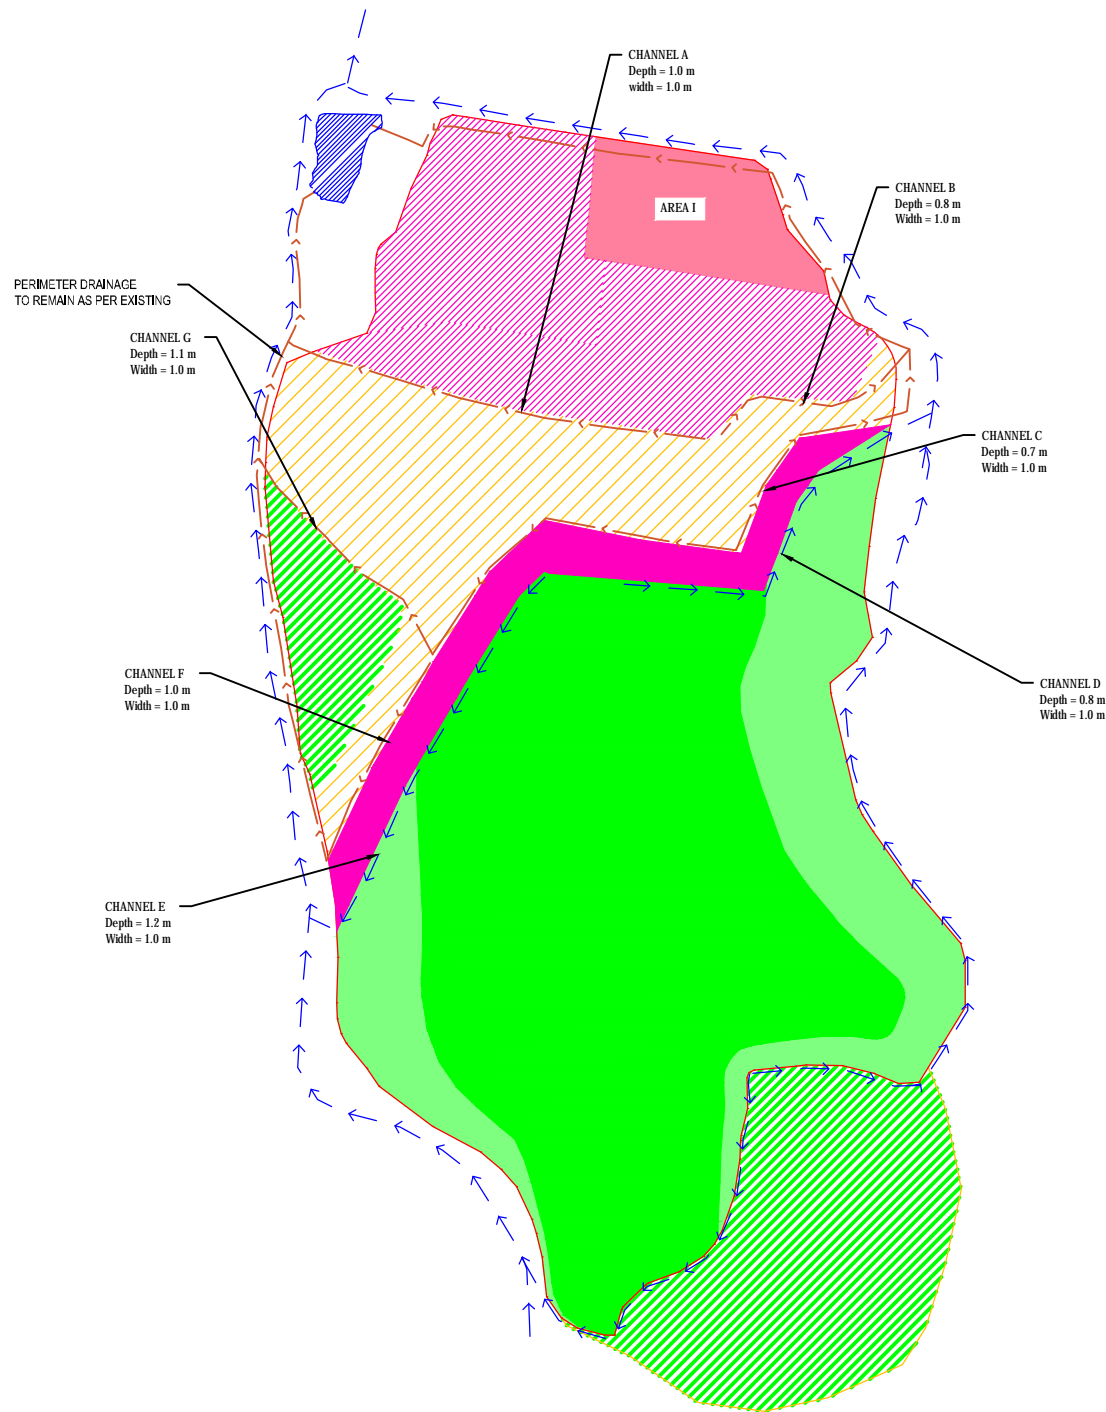 CHANNEL A
Depth = 1.0 m
width = 1.0 m
CHANNEL B
Depth = 0.8 m
Width = 1.0 m
AREA I
PERIMETER DRAINAGE
TO REMAIN AS PER EXISTING
CHANNEL G
Depth = 1.1 m
Width = 1.0 m
CHANNEL C
Depth = 0.7 m
Width = 1.0 m
CHANNEL F
Depth = 1.0 m
Width = 1.0 m
CHANNEL D
Depth = 0.8 m
Width = 1.0 m
CHANNEL E
Depth = 1.2 m
Width = 1.0 m